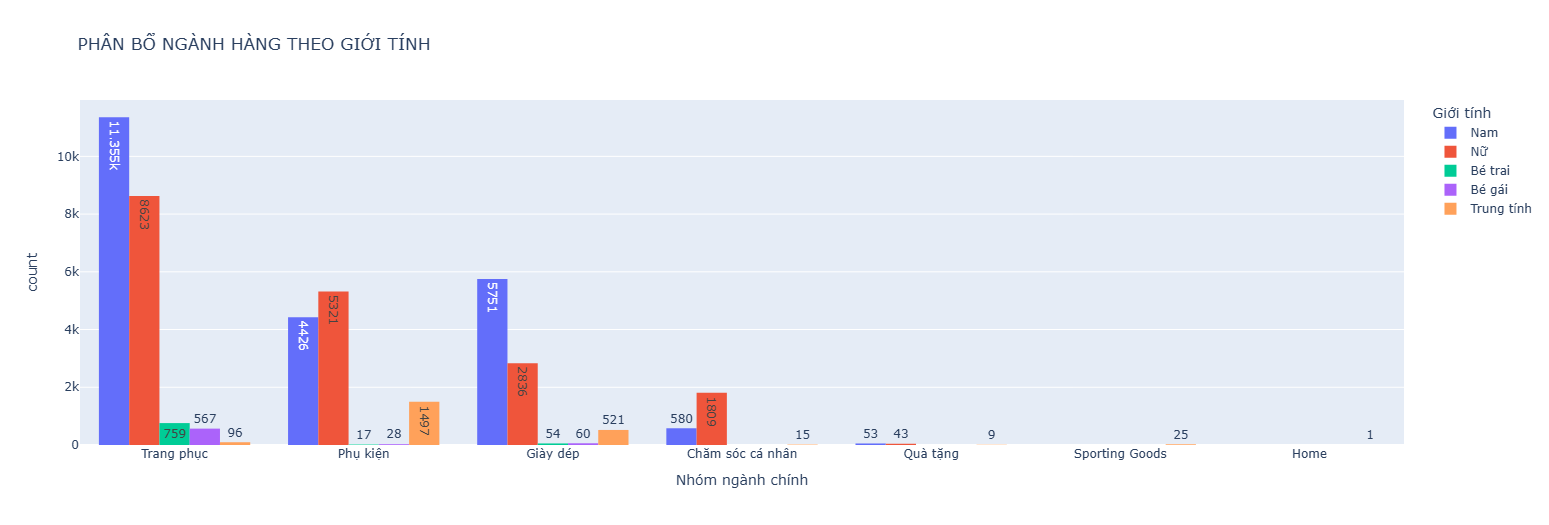 PHÂN BỔ NGÀNH HÀNG THEO GIỚI TÍNH
Giới tính
Nam
Nữ
Bé trai
Bé gái
Trung tính
count
10k
8k
6k
4k
2k
0
11.355k
8623
759
567
96
4426
5321
17
28
1497
5751
2836
54
60
521
580
1809
15
53
43
9
25
1
Trang phục
Phụ kiện
Giày dép
Chăm sóc cá nhân
Quà tặng
Sporting Goods
Home
Nhóm ngành chính